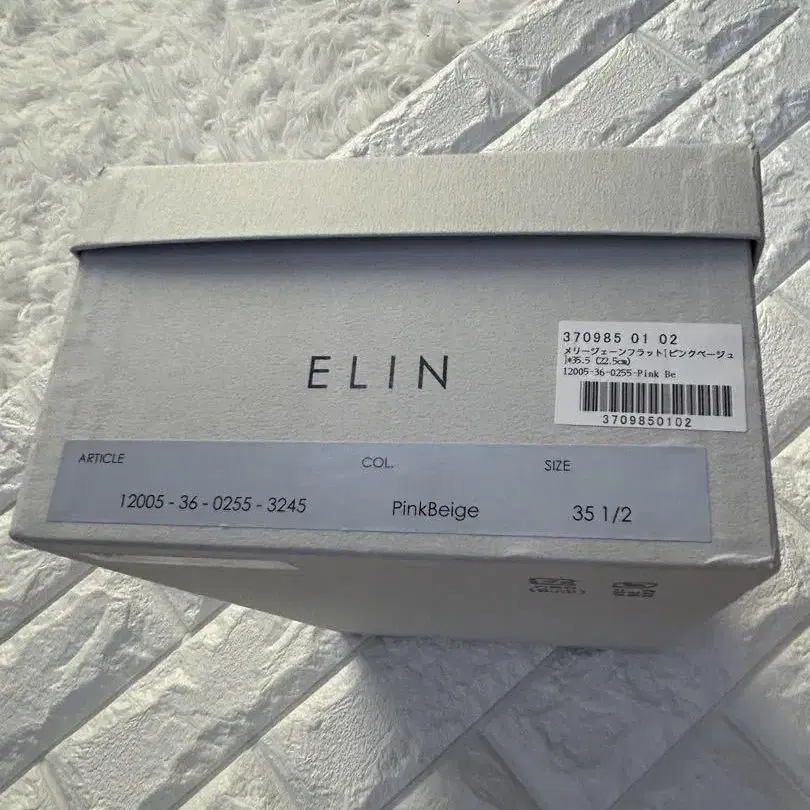 ELIN
370985 01 02
メリージェーンフラット[ピンクベージュ
]*35.5 (22.5cm)
12005-36-0255-Pink Be
3709850102
ARTICLE COL. SIZE
12005 - 36 - 0255 - 3245 PinkBeige 35 1/2